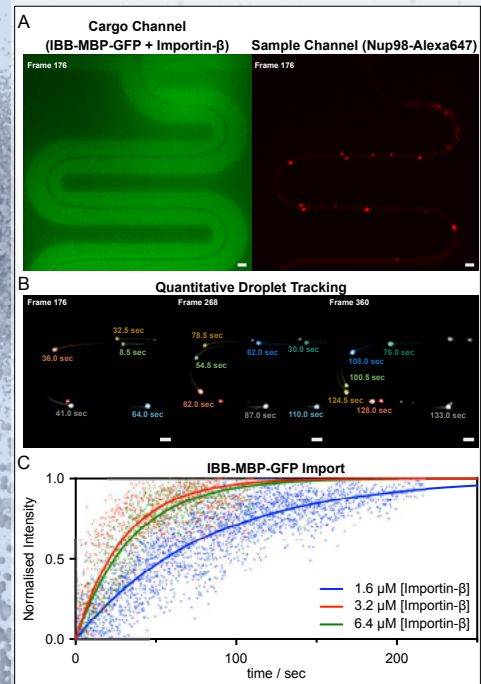 A
Cargo Channel
(IBB-MBP-GFP + Importin-β)
Sample Channel (Nup98-Alexa647)
Frame 176
Frame 176
B
Quantitative Droplet Tracking
Frame 176
Frame 268
Frame 360
32.5 sec
8.5 sec
36.0 sec
41.0 sec
64.0 sec
78.5 sec
54.5 sec
62.0 sec
30.0 sec
82.0 sec
87.0 sec
110.0 sec
108.0 sec
76.0 sec
100.5 sec
124.5 sec
128.0 sec
133.0 sec
C
IBB-MBP-GFP Import
Normalised Intensity
1.0
0.5
0.0
0
100
200
time / sec
1.6 μM [Importin-β]
3.2 μM [Importin-β]
6.4 μM [Importin-β]